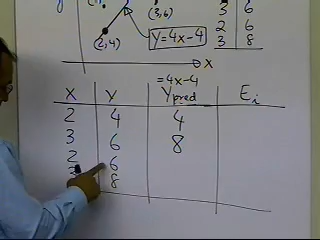 (3,6)
3 6
2 6
3 8
(2,4)
Y=4x-4
x
=4x-4
X Y Ypred Ei
2 4 4
3 6 8
2 6
3 8